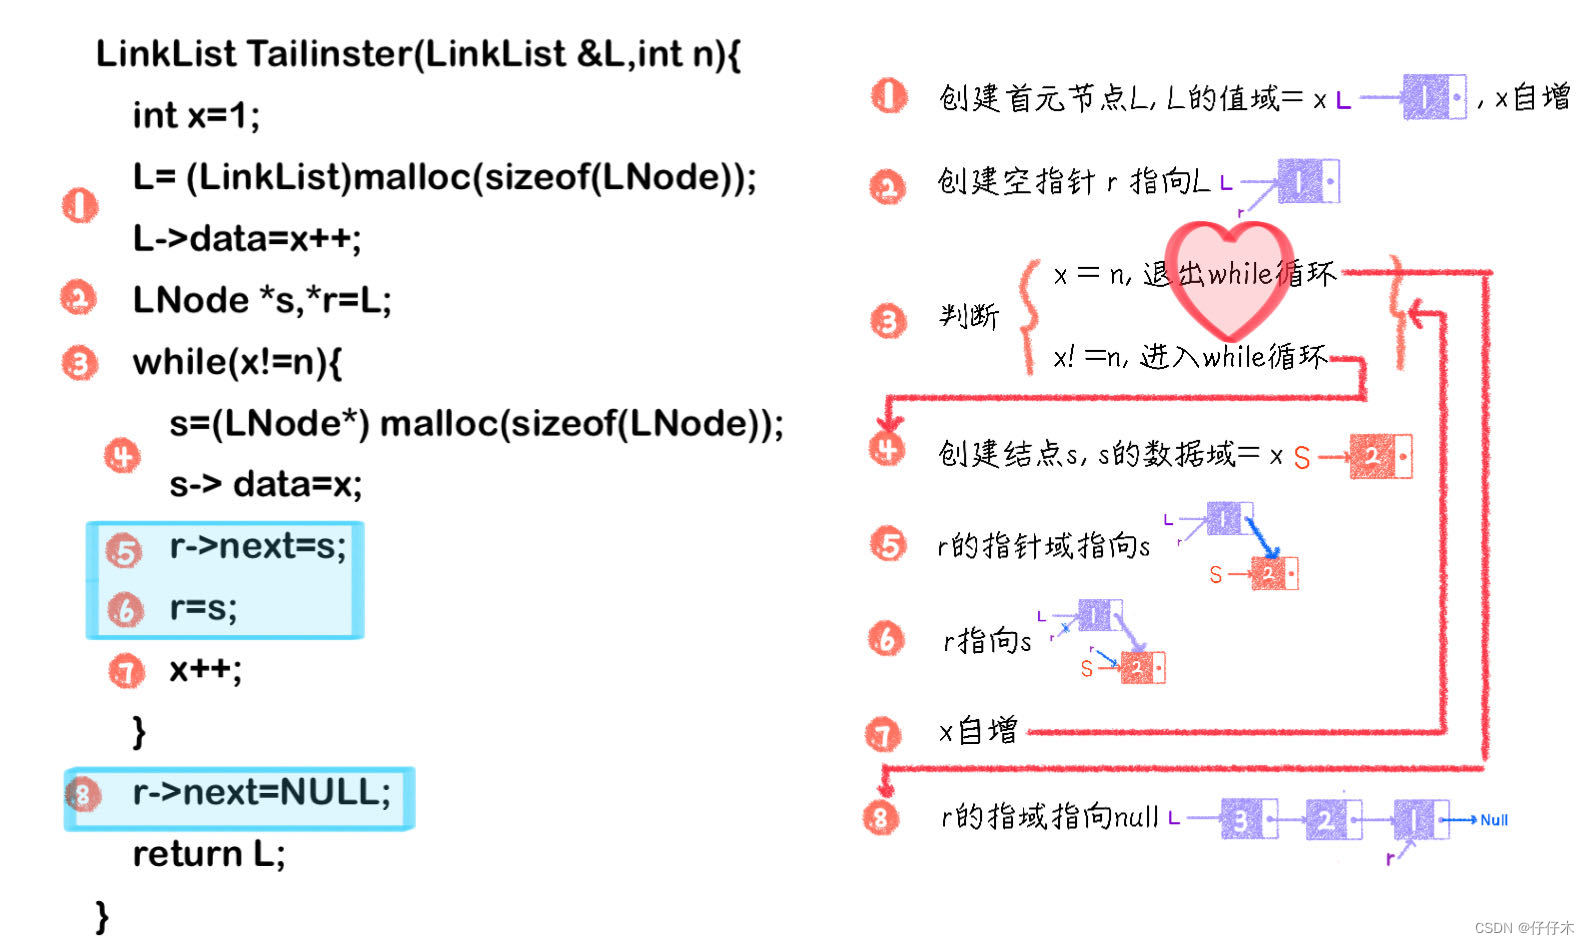 LinkList Tailinster(LinkList &L,int n){
int x=1;
1
L= (LinkList)malloc(sizeof(LNode));
L->data=x++;
2 LNode *s,*r=L;
3 while(x!=n){
4
s=(LNode*) malloc(sizeof(LNode));
s-> data=x;
5 r->next=s;
6 r=s;
7 x++;
}
8 r->next=NULL;
return L;
}
1 创建首元节点L, L的值域= x L 1 , x自增
2 创建空指针 r 指向L L 1
r
3 判断
x = n, 退出while循环
x! =n, 进入while循环
4 创建结点s, s的数据域= x S 2
5 r的指针域指向s
L 1
r
S 2
6 r指向s
L 1
r
r
S 2
7 x自增
8 r的指域指向null L 3 2 1 Null
r
CSDN @仔仔木